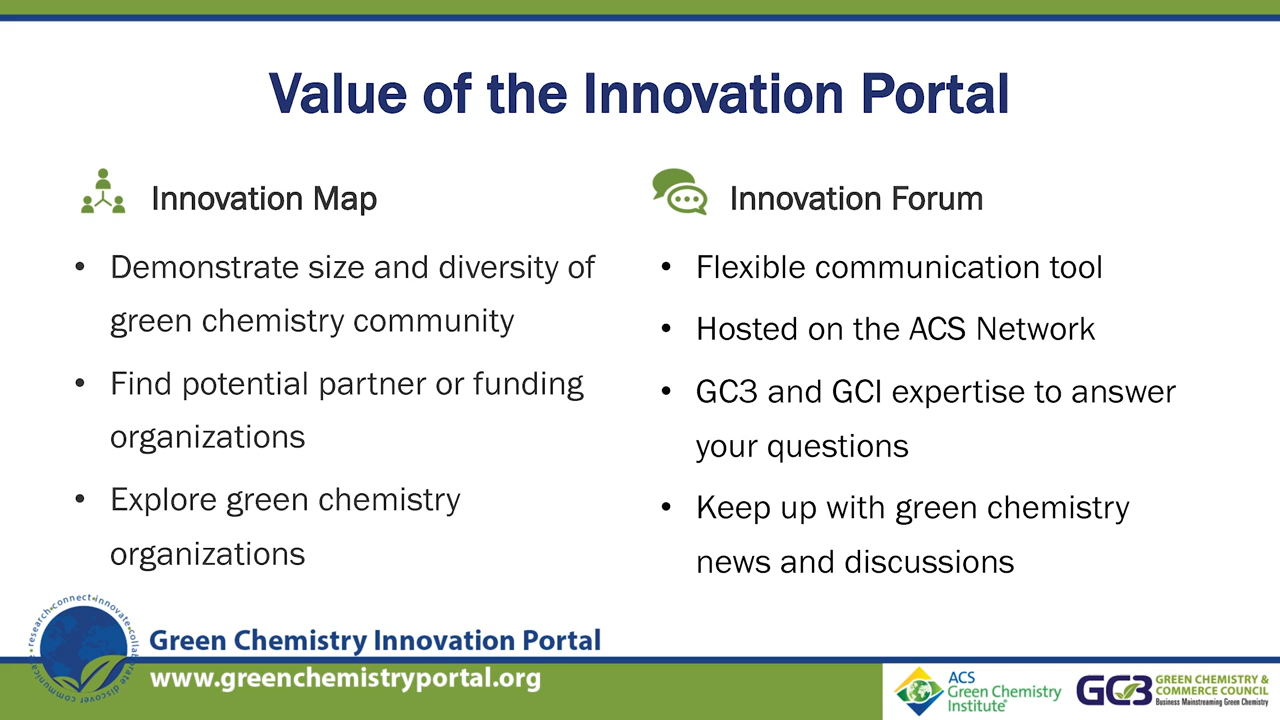 Value of the Innovation Portal
Innovation Map
• Demonstrate size and diversity of
green chemistry community
• Find potential partner or funding
organizations
• Explore green chemistry
organizations
Innovation Forum
• Flexible communication tool
• Hosted on the ACS Network
• GC3 and GCI expertise to answer
your questions
• Keep up with green chemistry
news and discussions
research•connect•innovate•collaborate discover communicate
Green Chemistry Innovation Portal
www.greenchemistryportal.org
ACS
Green Chemistry
Institute®
GC3
GREEN CHEMISTRY &
COMMERCE COUNCIL
Business Mainstreaming Green Chemistry